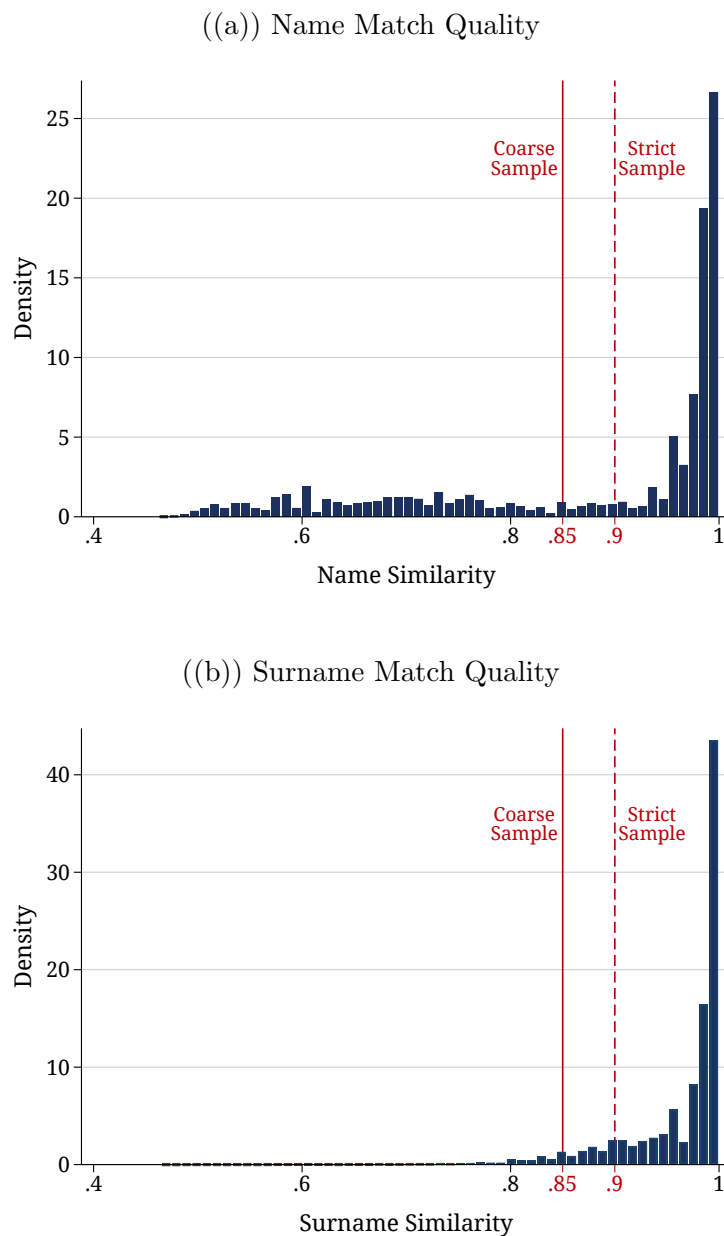 ((a)) Name Match Quality
25
20
15
10
5
0
Density
Coarse
Sample
Strict
Sample
.4
.6
.8
.85
.9
1
Name Similarity
((b)) Surname Match Quality
40
30
20
10
0
Density
Coarse
Sample
Strict
Sample
.4
.6
.8
.85
.9
1
Surname Similarity